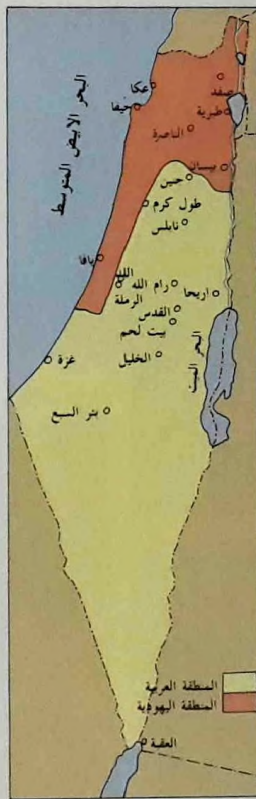 البحر الابيض المتوسط
عكا
حيفا
صفد
طبرية
الناصرة
بيسان
جنين
طول كرم
نابلس
يافا
اللد
رام الله
الرملة
اريحا
القدس
بيت لحم
الخليل
غزة
بئر السبع
البحر الميت
المنطقة العربية
المنطقة اليهودية
العقبة